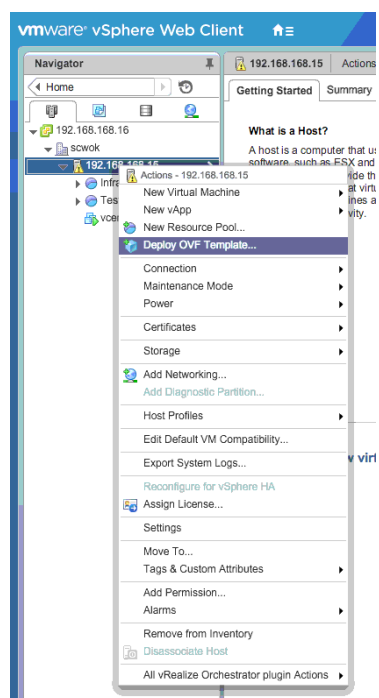 vmware® vSphere Web Client
Navigator
192.168.168.15 Actions
Home
Getting Started Summary
192.168.168.16
scwok
192.168.168.15
What is a Host?
A host is a computer that us
software, such as ESX and
Actions - 192.168.168.15
New Virtual Machine
New vApp
New Resource Pool...
Deploy OVF Template...
Connection
Maintenance Mode
Power
Certificates
Storage
Add Networking...
Add Diagnostic Partition...
Host Profiles
Edit Default VM Compatibility...
Export System Logs...
Reconfigure for vSphere HA
Assign License...
Settings
Move To...
Tags & Custom Attributes
Add Permission...
Alarms
Remove from Inventory
Disassociate Host
All vRealize Orchestrator plugin Actions